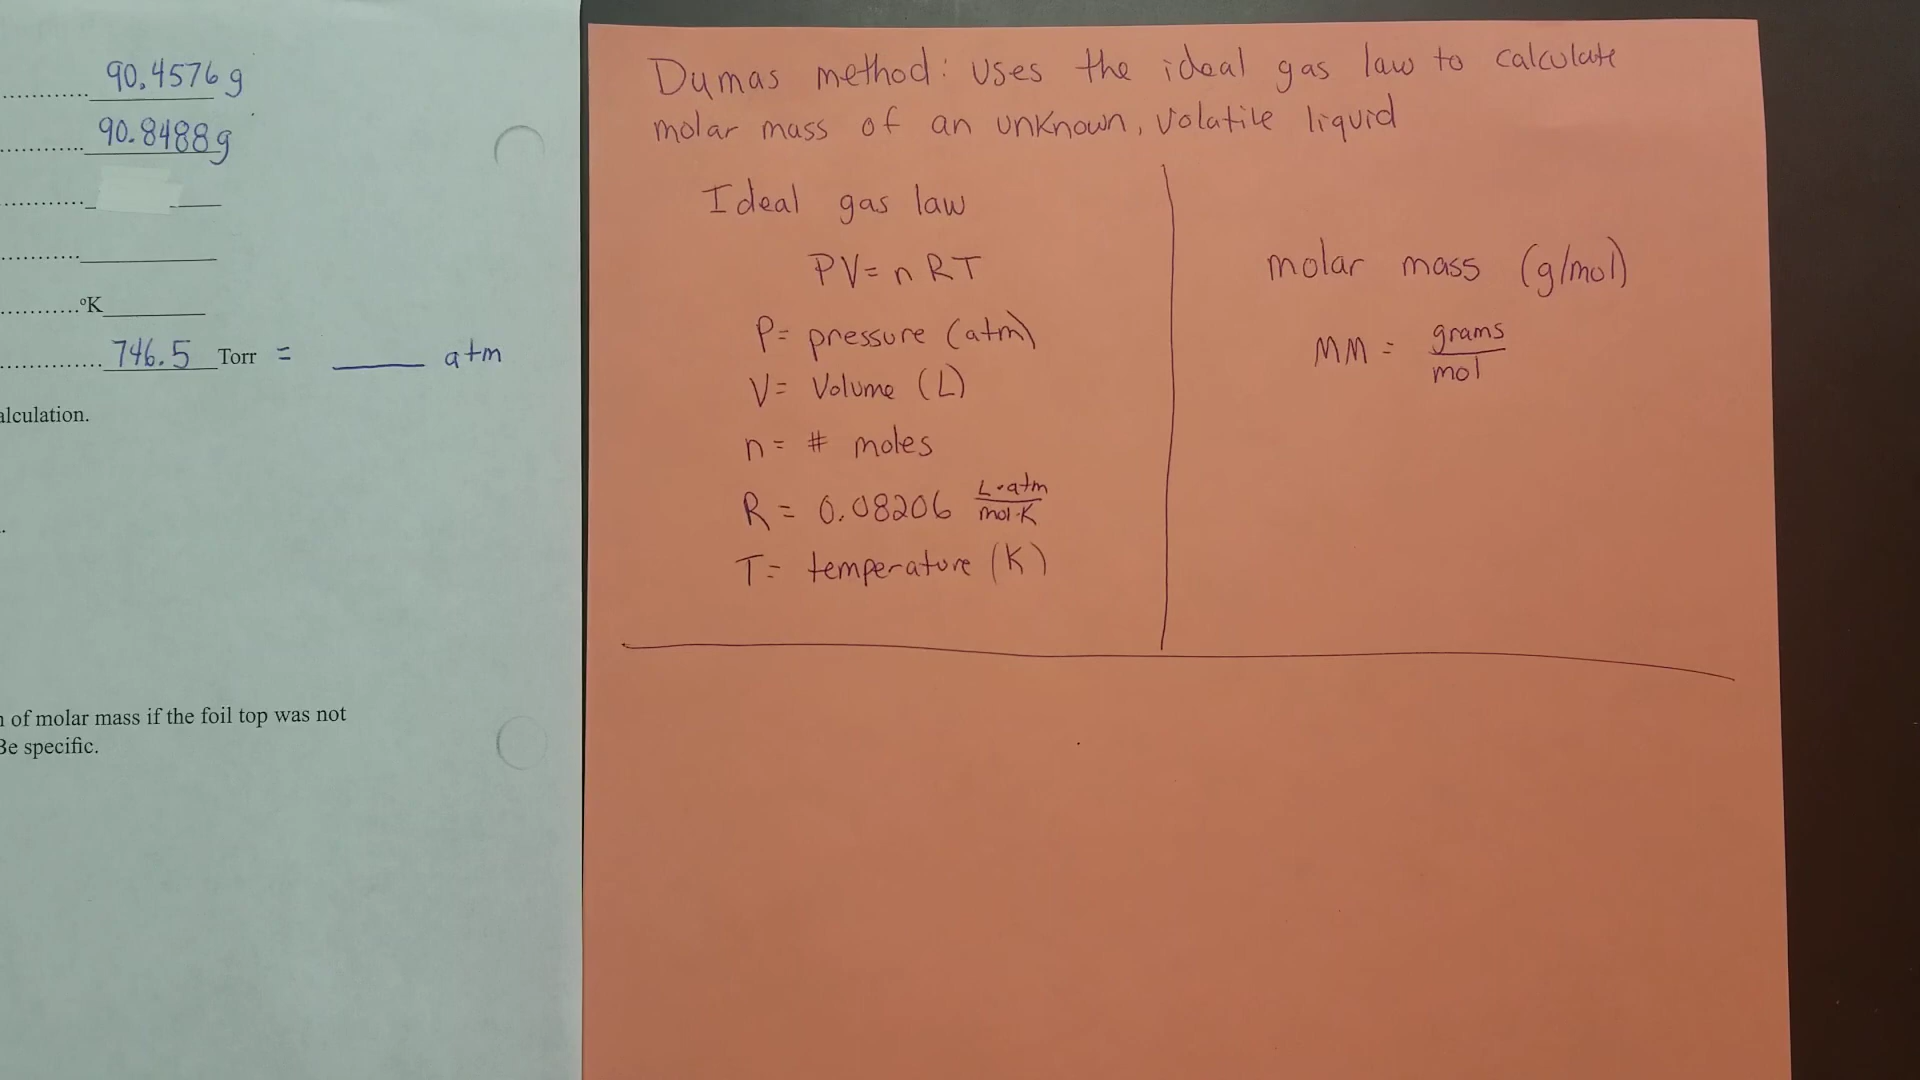 90.4576 g
90.8488 g
°K
746.5 Torr = ____ atm
alculation.
of molar mass if the foil top was not
Be specific.
Dumas method: uses the ideal gas law to calculate
molar mass of an unknown, volatile liquid
Ideal gas law
PV = nRT
P = pressure (atm)
V = Volume (L)
n = # moles
R = 0.08206 L·atm/mol·K
T = temperature (K)
molar mass (g/mol)
MM = grams/mol